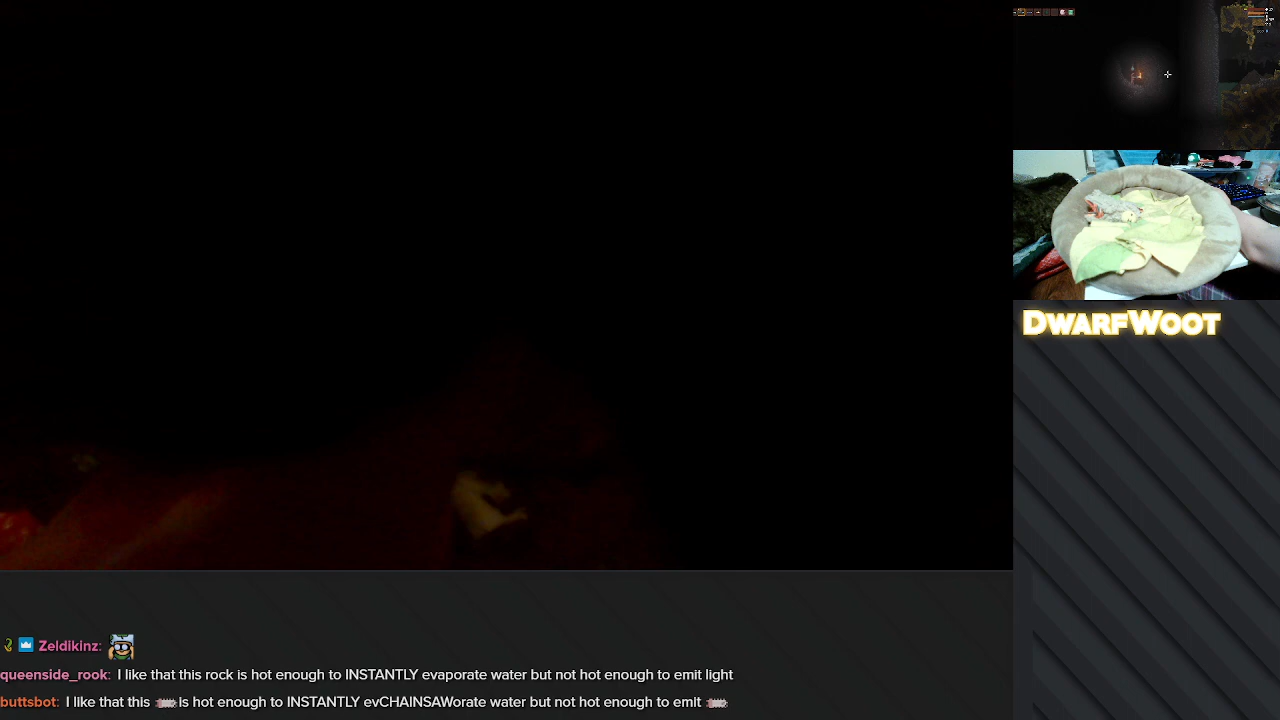 DWARFWOOT
Zeldikinz:
queenside_rook: I like that this rock is hot enough to INSTANTLY evaporate water but not hot enough to emit light
buttsbot: I like that this is hot enough to INSTANTLY evCHAINSAWorate water but not hot enough to emit